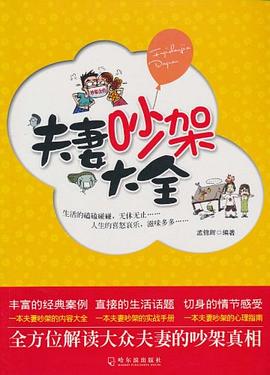 Fuqichaojia
Daquan
夫妻吵架
大全
生活的磕磕碰碰，无休无止……
人生的喜怒哀乐，滋味多多……
编著
丰富的经典案例 直接的生活话题 切身的情节感受
一本夫妻吵架的内容大全 一本夫妻吵架的实战手册 一本夫妻吵架的心理指南
全方位解读大众夫妻的吵架真相
哈尔滨出版社